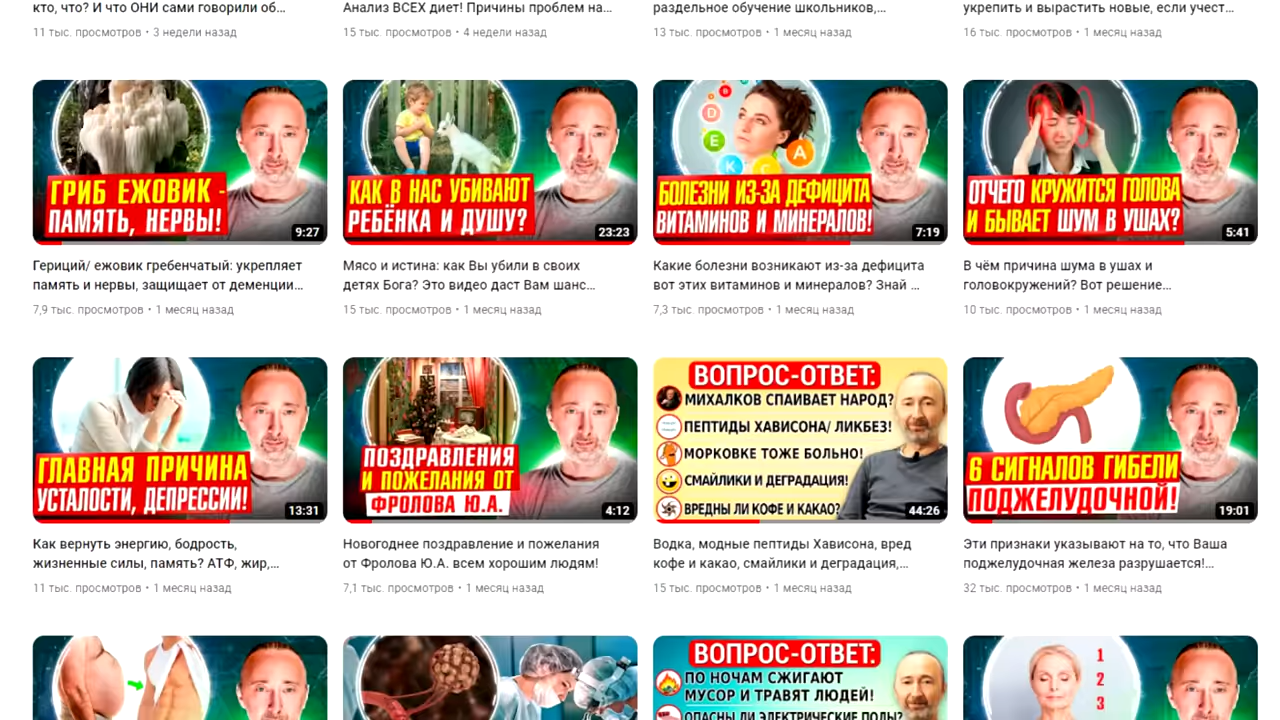 кто, что? И что ОНИ сами говорили об...
Анализ ВСЕХ диет! Причины проблем на...
раздельное обучение школьников,...
укрепить и вырастить новые, если учест...
11 тыс. просмотров • 3 недели назад
15 тыс. просмотров • 4 недели назад
13 тыс. просмотров • 1 месяц назад
16 тыс. просмотров • 1 месяц назад
ГРИБ ЕЖОВИК -
ПАМЯТЬ, НЕРВЫ!
9:27
КАК В НАС УБИВАЮТ
РЕБЁНКА И ДУШУ?
23:23
B
D
E
K
C
A
БОЛЕЗНИ ИЗ-ЗА ДЕФИЦИТА
ВИТАМИНОВ И МИНЕРАЛОВ!
7:19
ОТЧЕГО КРУЖИТСЯ ГОЛОВА
И БЫВАЕТ ШУМ В УШАХ?
5:41
Гериций/ ежовик гребенчатый: укрепляет
память и нервы, защищает от деменции...
Мясо и истина: как Вы убили в своих
детях Бога? Это видео даст Вам шанс...
Какие болезни возникают из-за дефицита
вот этих витаминов и минералов? Знай ...
В чём причина шума в ушах и
головокружений? Вот решение...
7,9 тыс. просмотров • 1 месяц назад
15 тыс. просмотров • 1 месяц назад
7,3 тыс. просмотров • 1 месяц назад
10 тыс. просмотров • 1 месяц назад
ГЛАВНАЯ ПРИЧИНА
УСТАЛОСТИ, ДЕПРЕССИИ!
13:31
ПОЗДРАВЛЕНИЯ
И ПОЖЕЛАНИЯ ОТ
ФРОЛОВА Ю.А.
4:12
ВОПРОС-ОТВЕТ:
МИХАЛКОВ СПАИВАЕТ НАРОД?
ПЕПТИДЫ ХАВИСОНА/ ЛИКБЕЗ!
МОРКОВКЕ ТОЖЕ БОЛЬНО!
СМАЙЛИКИ И ДЕГРАДАЦИЯ!
ВРЕДНЫ ЛИ КОФЕ И КАКАО?
44:26
6 СИГНАЛОВ ГИБЕЛИ
ПОДЖЕЛУДОЧНОЙ!
19:01
Как вернуть энергию, бодрость,
жизненные силы, память? АТФ, жир,...
Новогоднее поздравление и пожелания
от Фролова Ю.А. всем хорошим людям!
Водка, модные пептиды Хависона, вред
кофе и какао, смайлики и деградация,...
Эти признаки указывают на то, что Ваша
поджелудочная железа разрушается!...
11 тыс. просмотров • 1 месяц назад
7,1 тыс. просмотров • 1 месяц назад
15 тыс. просмотров • 1 месяц назад
32 тыс. просмотров • 1 месяц назад
ВОПРОС-ОТВЕТ:
ПО НОЧАМ СЖИГАЮТ
МУСОР И ТРАВЯТ ЛЮДЕЙ!
ОПАСНЫ ЛИ ЭЛЕКТРИЧЕСКИЕ ПОЛЫ?
1
2
3